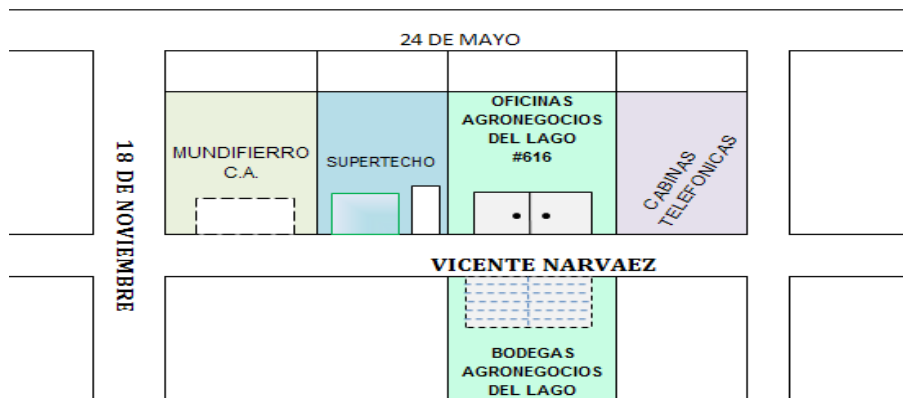 24 DE MAYO
18 DE NOVIEMBRE
MUNDIFIERRO
C.A.
SUPERTECHO
OFICINAS
AGRONEGOCIOS
DEL LAGO
#616
CABINAS
TELEFONICAS
VICENTE NARVAEZ
BODEGAS
AGRONEGOCIOS
DEL LAGO